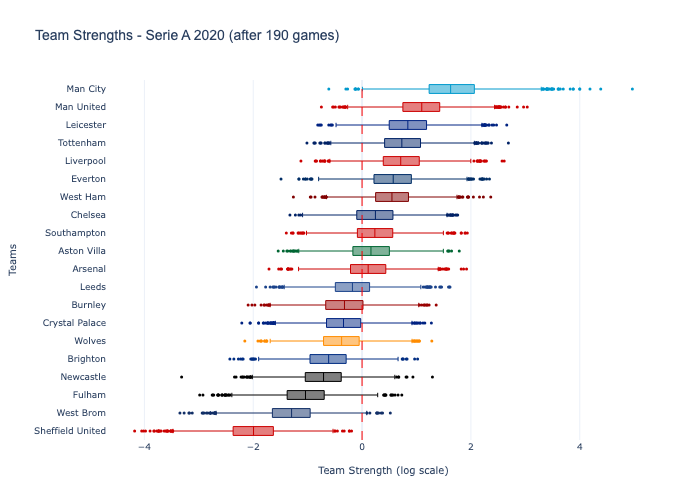 Team Strengths - Serie A 2020 (after 190 games)
Man City
Man United
Leicester
Tottenham
Liverpool
Everton
West Ham
Chelsea
Southampton
Aston Villa
Arsenal
Leeds
Burnley
Crystal Palace
Wolves
Brighton
Newcastle
Fulham
West Brom
Sheffield United
Teams
−4 −2 0 2 4
Team Strength (log scale)